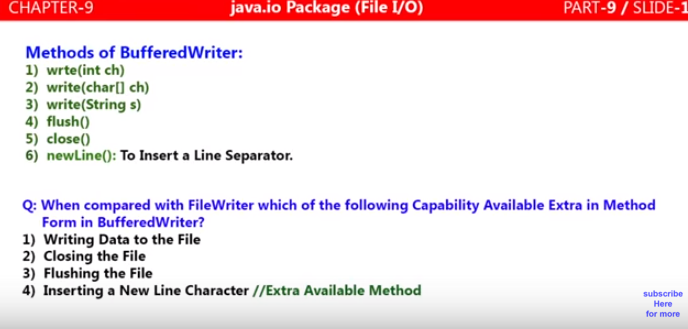 CHAPTER-9 java.io Package (File I/O) PART-9 / SLIDE-1
Methods of BufferedWriter:
1) wrte(int ch)
2) write(char[] ch)
3) write(String s)
4) flush()
5) close()
6) newLine(): To Insert a Line Separator.
Q: When compared with FileWriter which of the following Capability Available Extra in Method
Form in BufferedWriter?
1) Writing Data to the File
2) Closing the File
3) Flushing the File
4) Inserting a New Line Character //Extra Available Method
subscribe
Here
for more